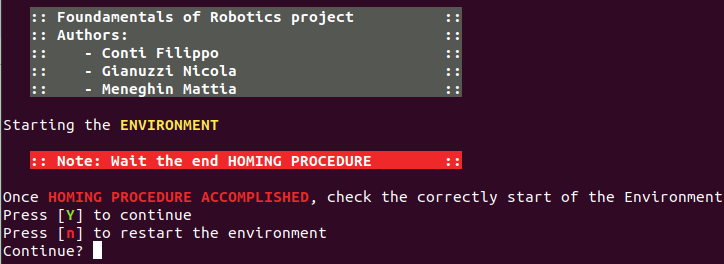 :: Foundamentals of Robotics project ::
:: Authors: ::
:: - Conti Filippo ::
:: - Gianuzzi Nicola ::
:: - Meneghin Mattia ::
Starting the ENVIRONMENT
:: Note: Wait the end HOMING PROCEDURE ::
Once HOMING PROCEDURE ACCOMPLISHED, check the correctly start of the Environment
Press [Y] to continue
Press [n] to restart the environment
Continue?